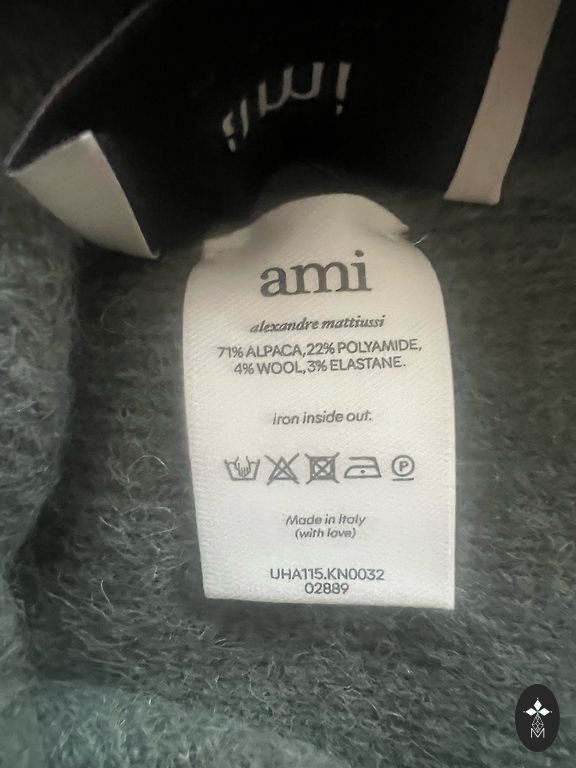 ami
ami
alexandre mattiussi
71% ALPACA,22% POLYAMIDE,
4% WOOL,3% ELASTANE.
iron inside out.
P
Made in Italy
(with love)
UHA115.KN0032
02889
M